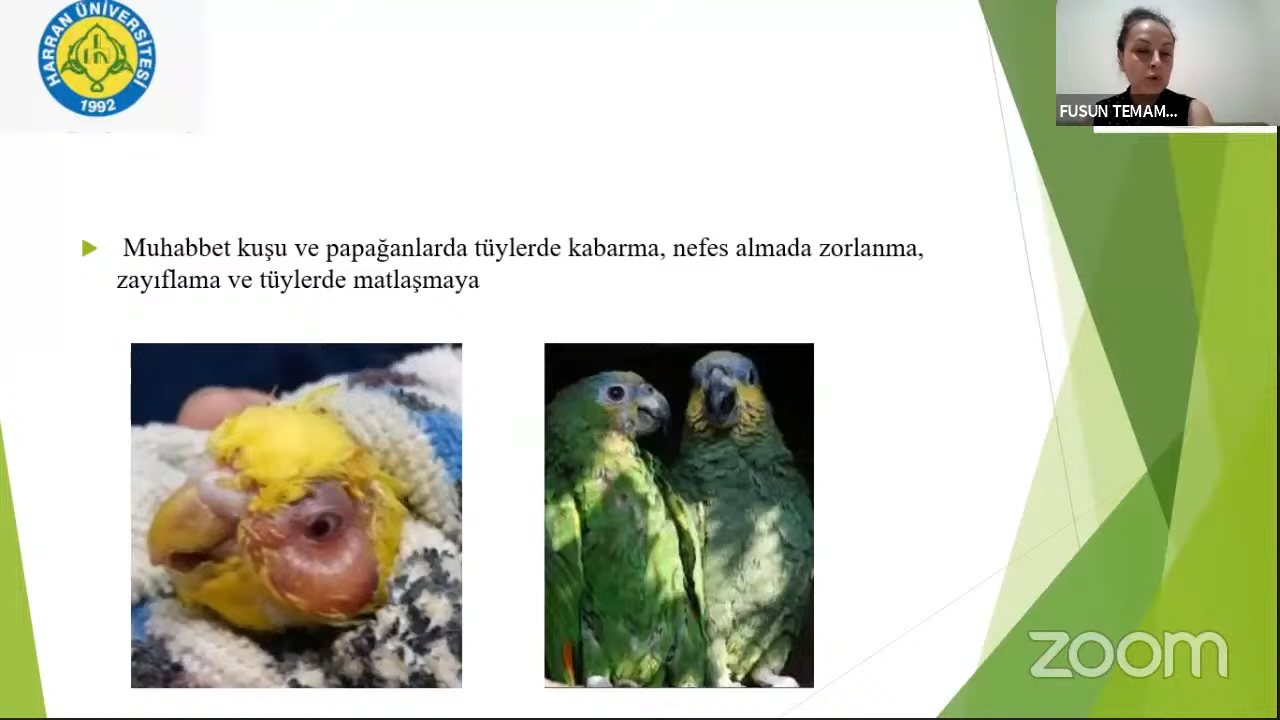 HARRAN ÜNİVERSİTESİ
1992
FUSUN TEMAM...
Muhabbet kuşu ve papağanlarda tüylerde kabarma, nefes almada zorlanma,
zayıflama ve tüylerde matlaşmaya
zoom